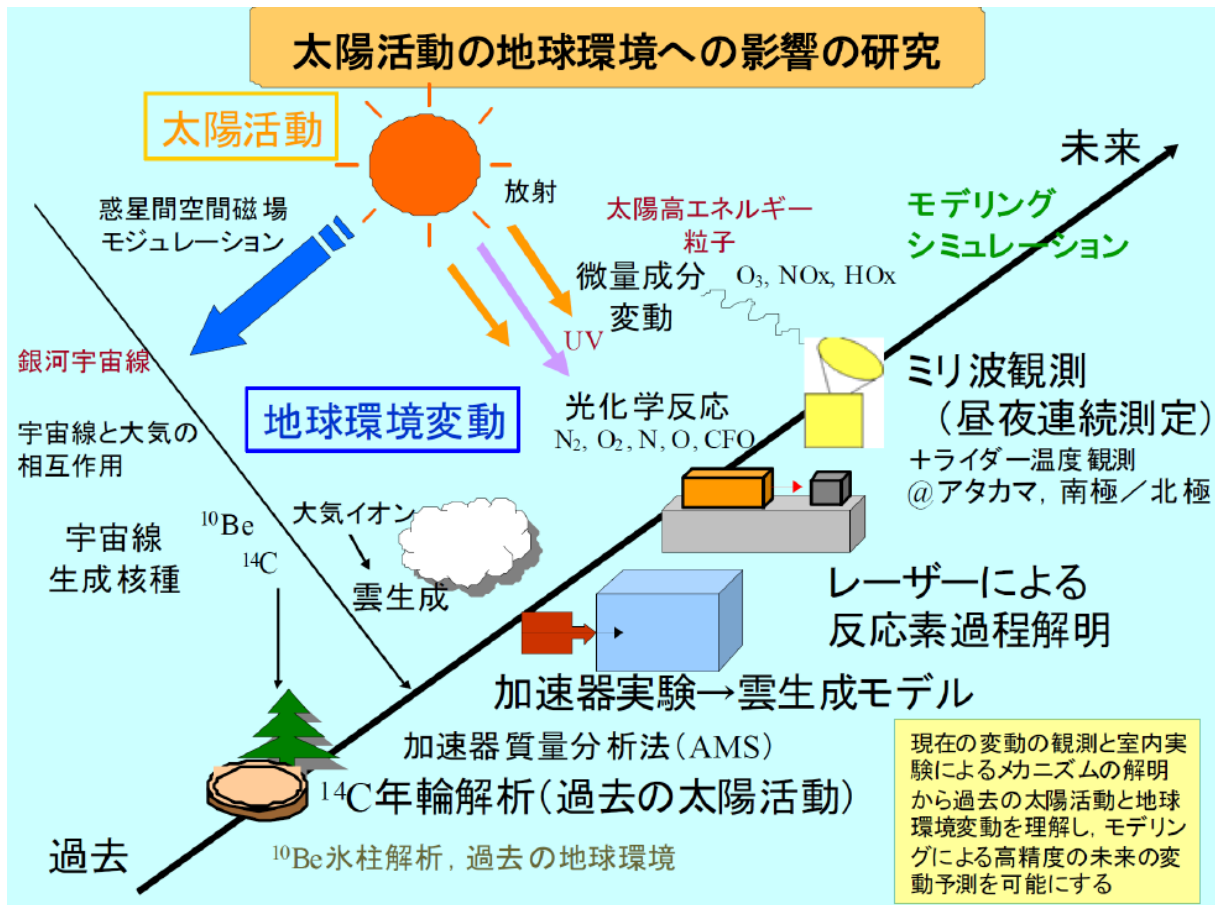 太陽活動の地球環境への影響の研究
太陽活動
未来
放射
惑星間空間磁場
モジュレーション
太陽高エネルギー
粒子
モデリング
シミュレーション
微量成分
変動
O₃, NOx, HOx
UV
銀河宇宙線
地球環境変動
光化学反応
N₂, O₂, N, O, CFO
ミリ波観測
(昼夜連続測定)
+ライダー温度観測
@アタカマ, 南極/北極
宇宙線と大気の
相互作用
¹⁰Be
¹⁴C
大気イオン
宇宙線
生成核種
雲生成
レーザーによる
反応素過程解明
加速器実験→雲生成モデル
加速器質量分析法(AMS)
¹⁴C年輪解析(過去の太陽活動)
過去
¹⁰Be氷柱解析, 過去の地球環境
現在の変動の観測と室内実
験によるメカニズムの解明
から過去の太陽活動と地球
環境変動を理解し, モデリン
グによる高精度の未来の変
動予測を可能にする